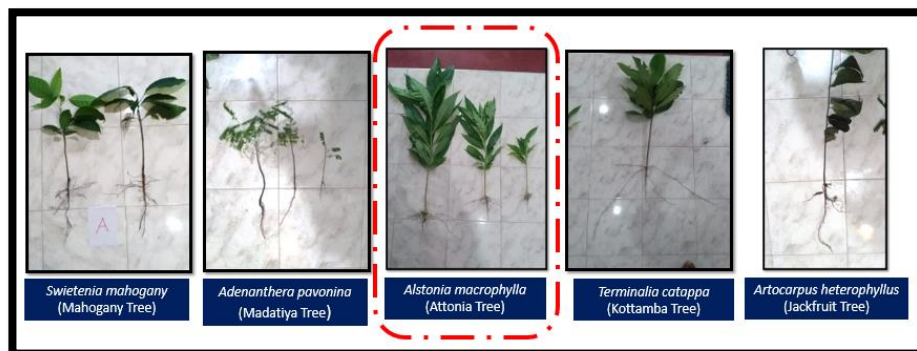 A
Swietenia mahogany
(Mahogany Tree)
Adenanthera pavonina
(Madatiya Tree)
Alstonia macrophylla
(Attonia Tree)
Terminalia catappa
(Kottamba Tree)
Artocarpus heterophyllus
(Jackfruit Tree)